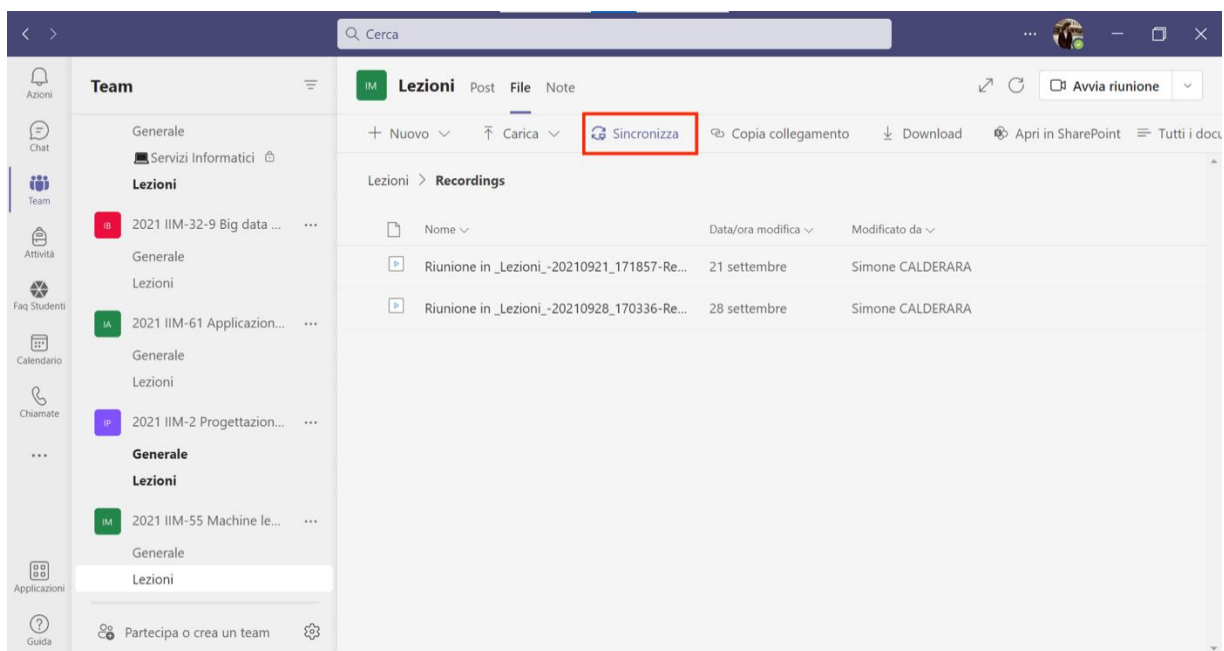 Cerca
Azioni
Chat
Team
Attività
Faq Studenti
Calendario
Chiamate
Applicazioni
Guida
Team
Generale
Servizi Informatici
Lezioni
IB 2021 IIM-32-9 Big data ...
Generale
Lezioni
IA 2021 IIM-61 Applicazion...
Generale
Lezioni
IP 2021 IIM-2 Progettazion...
Generale
Lezioni
IM 2021 IIM-55 Machine le...
Generale
Lezioni
Partecipa o crea un team
IM Lezioni Post File Note Avvia riunione
Nuovo Carica Sincronizza Copia collegamento Download Apri in SharePoint Tutti i docu
Lezioni > Recordings
Nome Data/ora modifica Modificato da
Riunione in _Lezioni_-20210921_171857-Re... 21 settembre Simone CALDERARA
Riunione in _Lezioni_-20210928_170336-Re... 28 settembre Simone CALDERARA